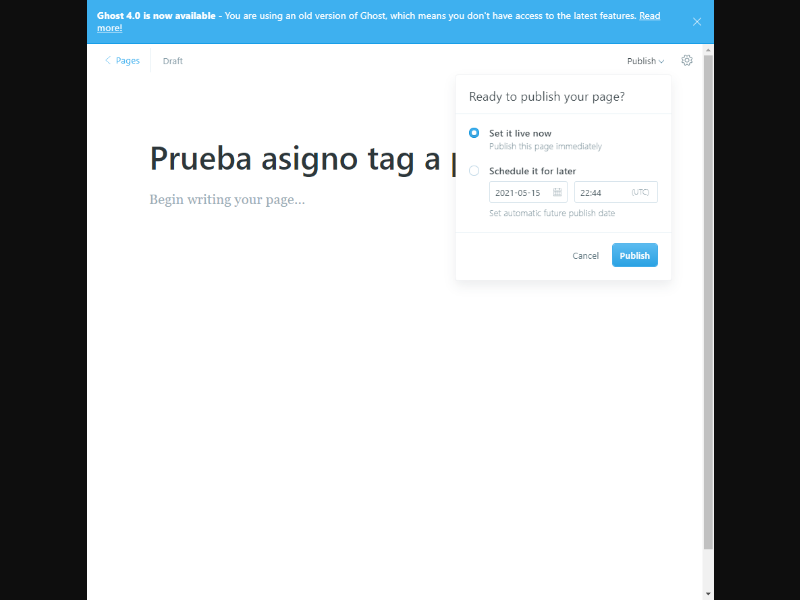 Ghost 4.0 is now available - You are using an old version of Ghost, which means you don't have access to the latest features. Read
more!
Pages
Draft
Publish
Ready to publish your page?
Set it live now
Publish this page immediately
Schedule it for later
2021-05-15
22:44
(UTC)
Set automatic future publish date
Cancel
Publish
Prueba asigno tag a
Begin writing your page...